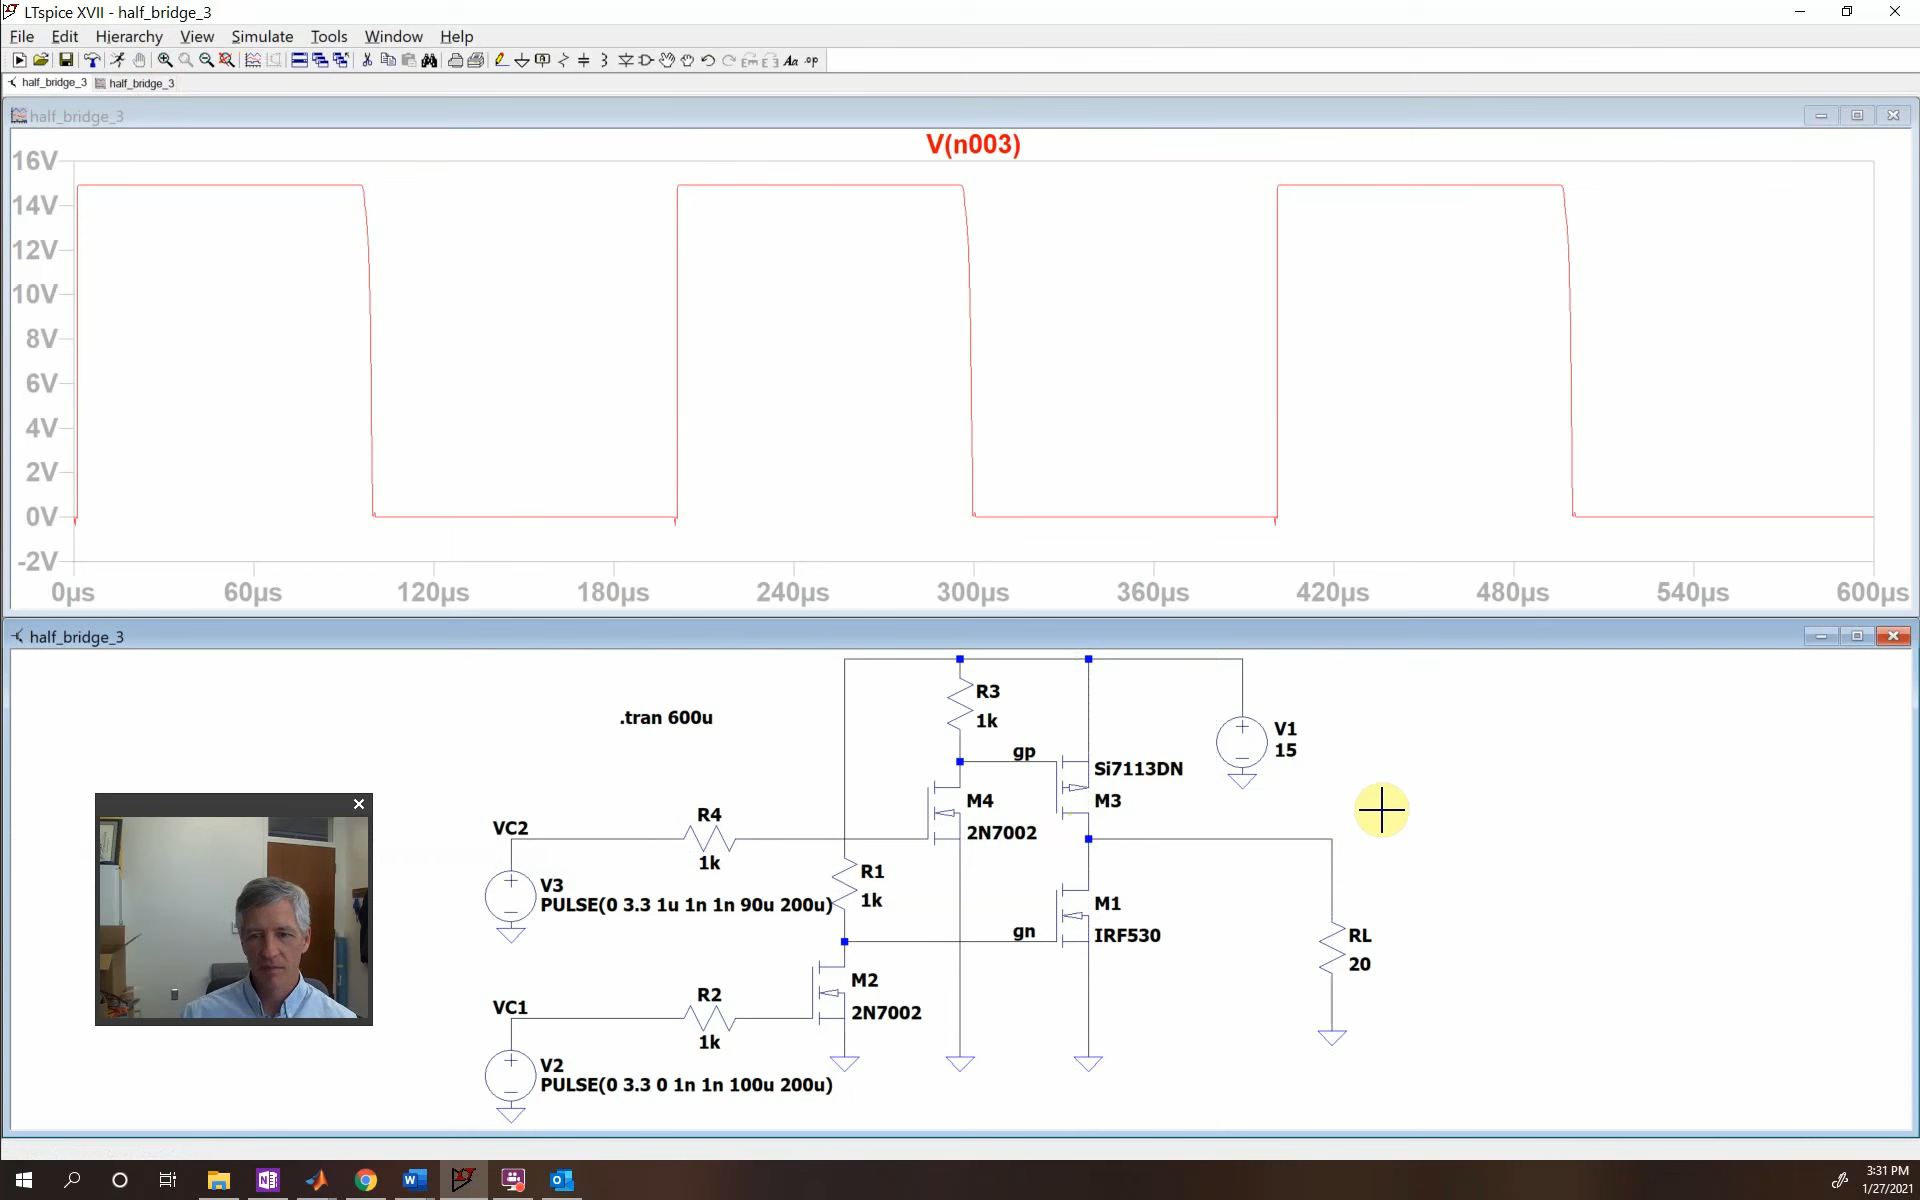 LTspice XVII - half_bridge_3
File Edit Hierarchy View Simulate Tools Window Help
half_bridge_3 half_bridge_3
half_bridge_3
V(n003)
16V
14V
12V
10V
8V
6V
4V
2V
0V
-2V
0µs 60µs 120µs 180µs 240µs 300µs 360µs 420µs 480µs 540µs 600µs
half_bridge_3
.tran 600u
R3
1k
gp
V1
15
Si7113DN
M3
M4
2N7002
R4
1k
VC2
V3
PULSE(0 3.3 1u 1n 1n 90u 200u)
R1
1k
M1
IRF530
gn
RL
20
M2
2N7002
R2
1k
VC1
V2
PULSE(0 3.3 0 1n 1n 100u 200u)
3:31 PM
1/27/2021